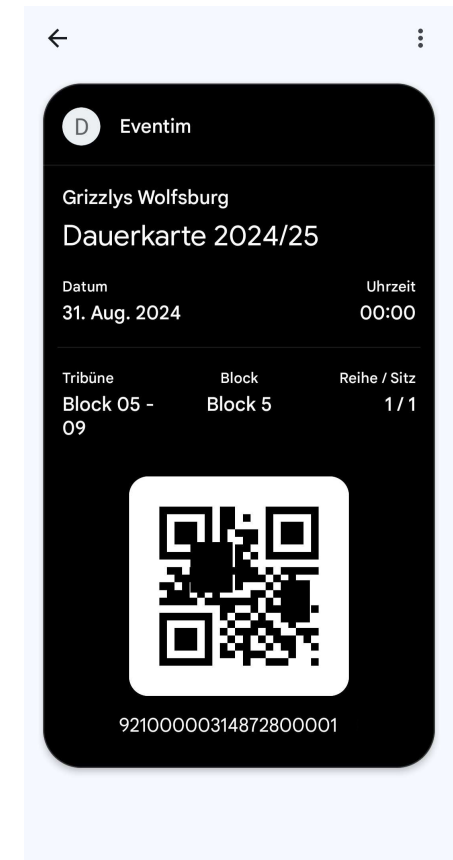 D Eventim
Grizzlys Wolfsburg
Dauerkarte 2024/25
Datum Uhrzeit
31. Aug. 2024 00:00
Tribüne Block Reihe / Sitz
Block 05 - Block 5 1 / 1
09
92100000314872800001